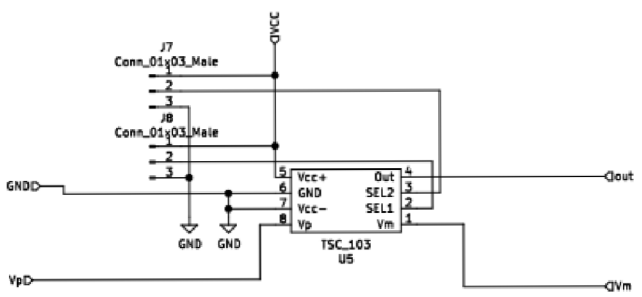 VCC
J7
Conn_01x03_Male
1
2
3
J8
Conn_01x03_Male
1
2
3
5 Vcc+ Out 4
GND 6 GND SEL2 3 out
7 Vcc- SEL1 2
8 Vp Vm 1
GND GND
TSC_103
U5
Vp Vm